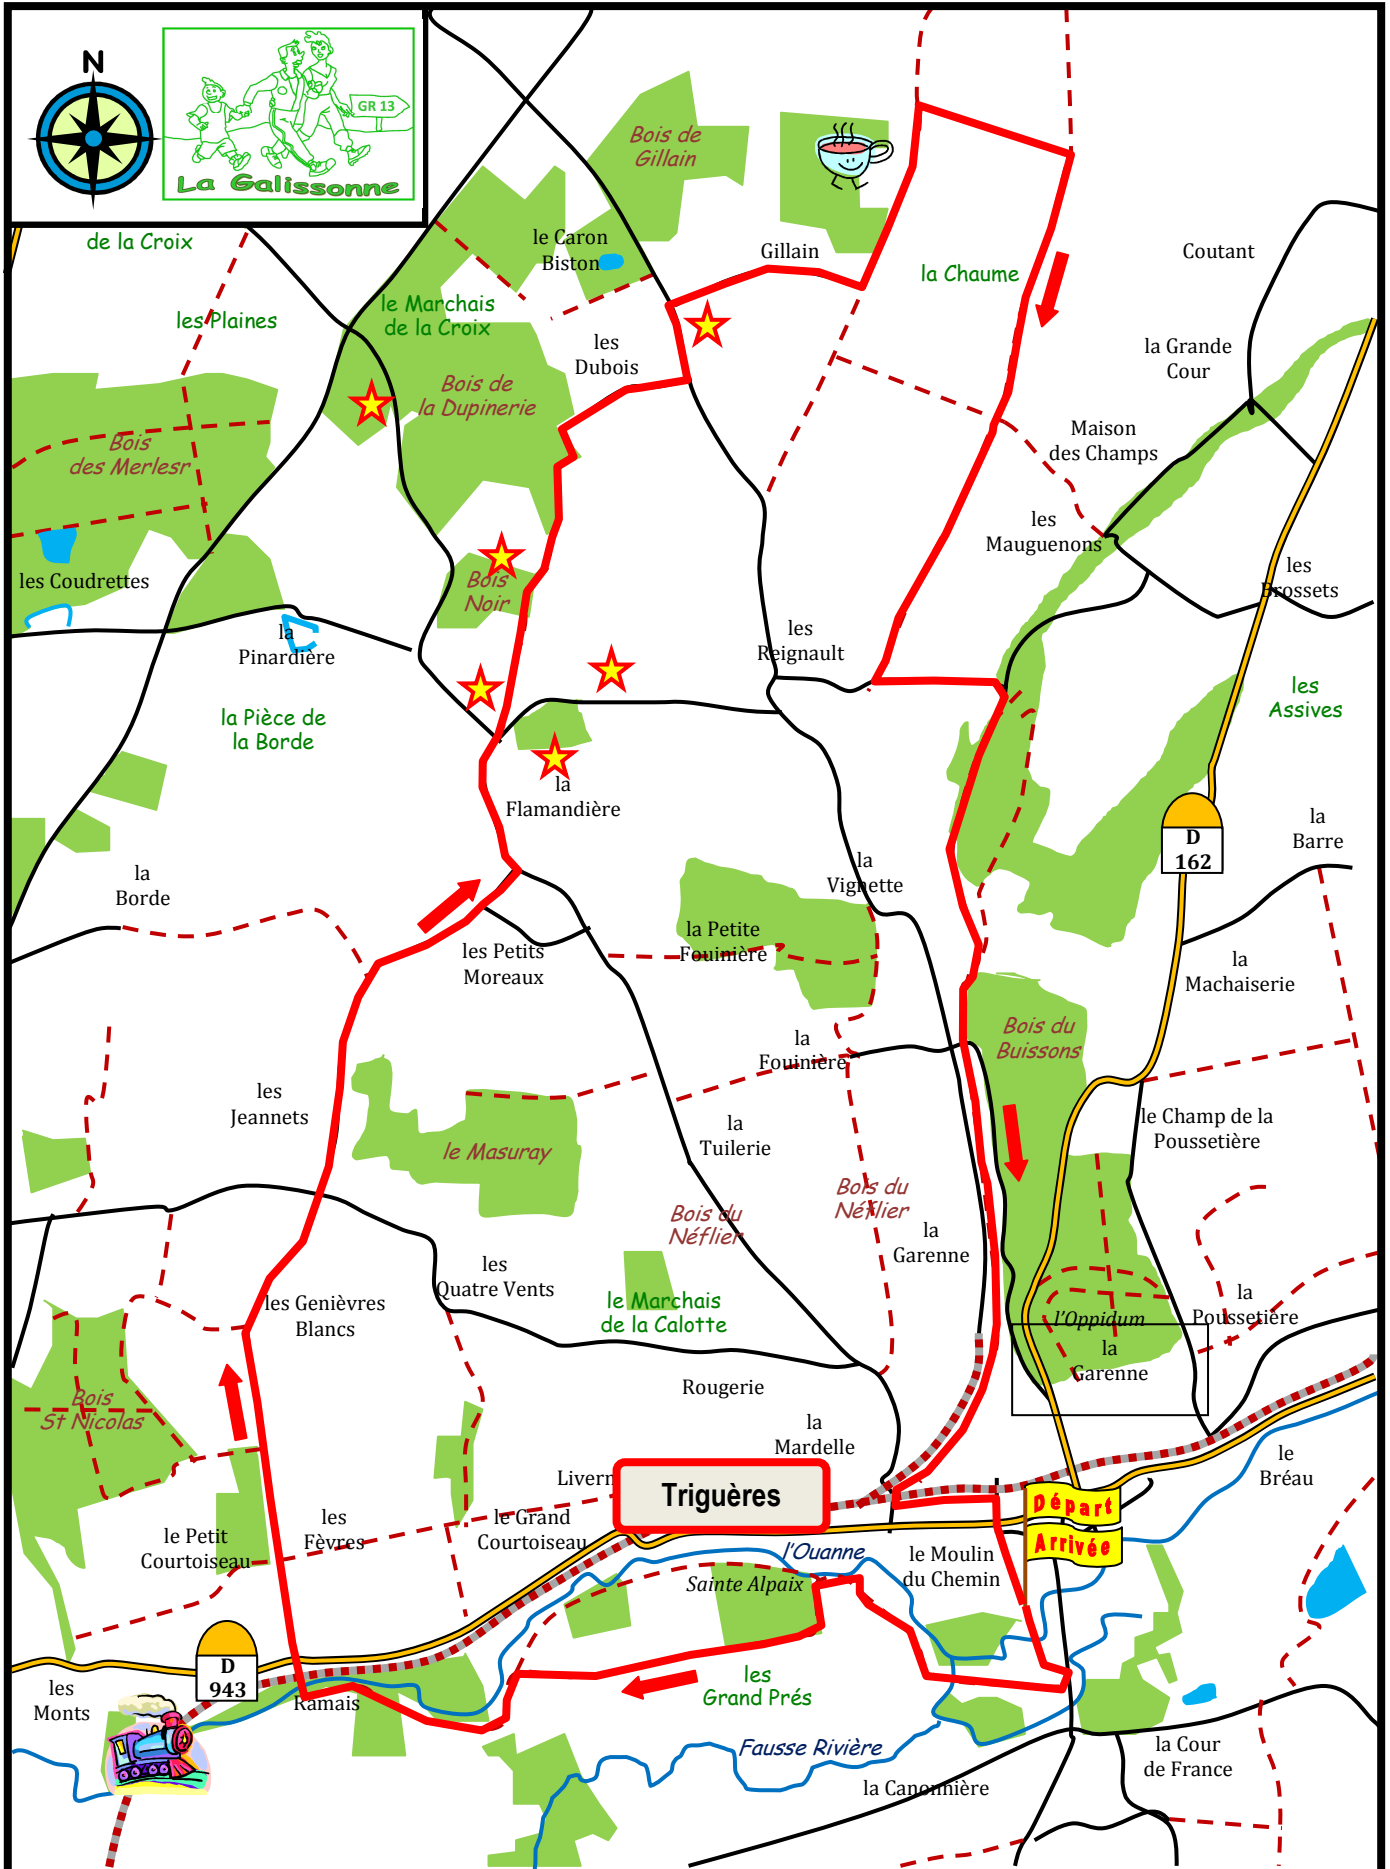 N
GR 13
La Galissonne
de la Croix
les Plaines
le Caron
Biston
Bois de
Gillain
Gillain
la Chaume
Coutant
le Marchais
de la Croix
les
Dubois
la Grande
Cour
Bois de
la Dupinerie
Bois
des Merlesr
Maison
des Champs
les
Mauguenons
les Coudrettes
Bois
Noir
les
Brossets
la
Pinardière
les
Reignault
la Pièce de
la Borde
les
Assives
la
Flamandière
D
162
la
Barre
la
Borde
la
Vignette
les Petits
Moreaux
la Petite
Fouinière
la
Machaiserie
Bois du
Buissons
la
Fouinière
les
Jeannets
la
Tuilerie
le Champ de la
Poussetière
le Masuray
Bois du
Néflier
Bois du
Néflier
la
Garenne
les
Quatre Vents
les Genièvres
Blancs
le Marchais
de la Calotte
l'Oppidum
la
Garenne
la
Poussetière
Bois
St Nicolas
Rougerie
la
Mardelle
le
Bréau
Livern
Triguères
Départ
Arrivée
le Petit
Courtoiseau
les
Fèvres
le Grand
Courtoiseau
l'Ouanne
Sainte Alpaix
le Moulin
du Chemin
D
943
les
Monts
Ramais
les
Grand Prés
Fausse Rivière
la Canonnière
la Cour
de France